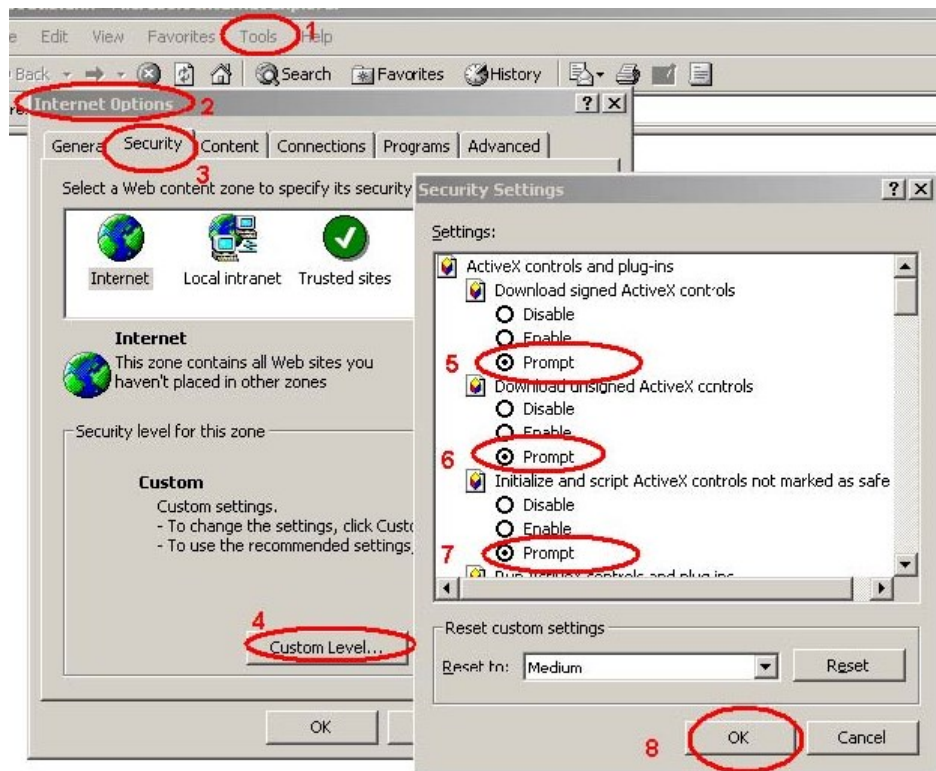 Edit View Favorites Tools 1 Help
Back Search Favorites History
Internet Options 2
General Security Content Connections Programs Advanced
3
Select a Web content zone to specify its security
Internet Local intranet Trusted sites
Internet
This zone contains all Web sites you
haven't placed in other zones
Security level for this zone
Custom
Custom settings.
- To change the settings, click
- To use the recommended settings,
4
Custom Level...
OK
Security Settings
Settings:
ActiveX controls and plug-ins
Download signed ActiveX controls
Disable
Enable
5 Prompt
Download unsigned ActiveX controls
Disable
Enable
6 Prompt
Initialize and script ActiveX controls not marked as safe
Disable
Enable
7 Prompt
Run ActiveX controls and plug-ins
Reset custom settings
Reset to: Medium Reset
8 OK Cancel